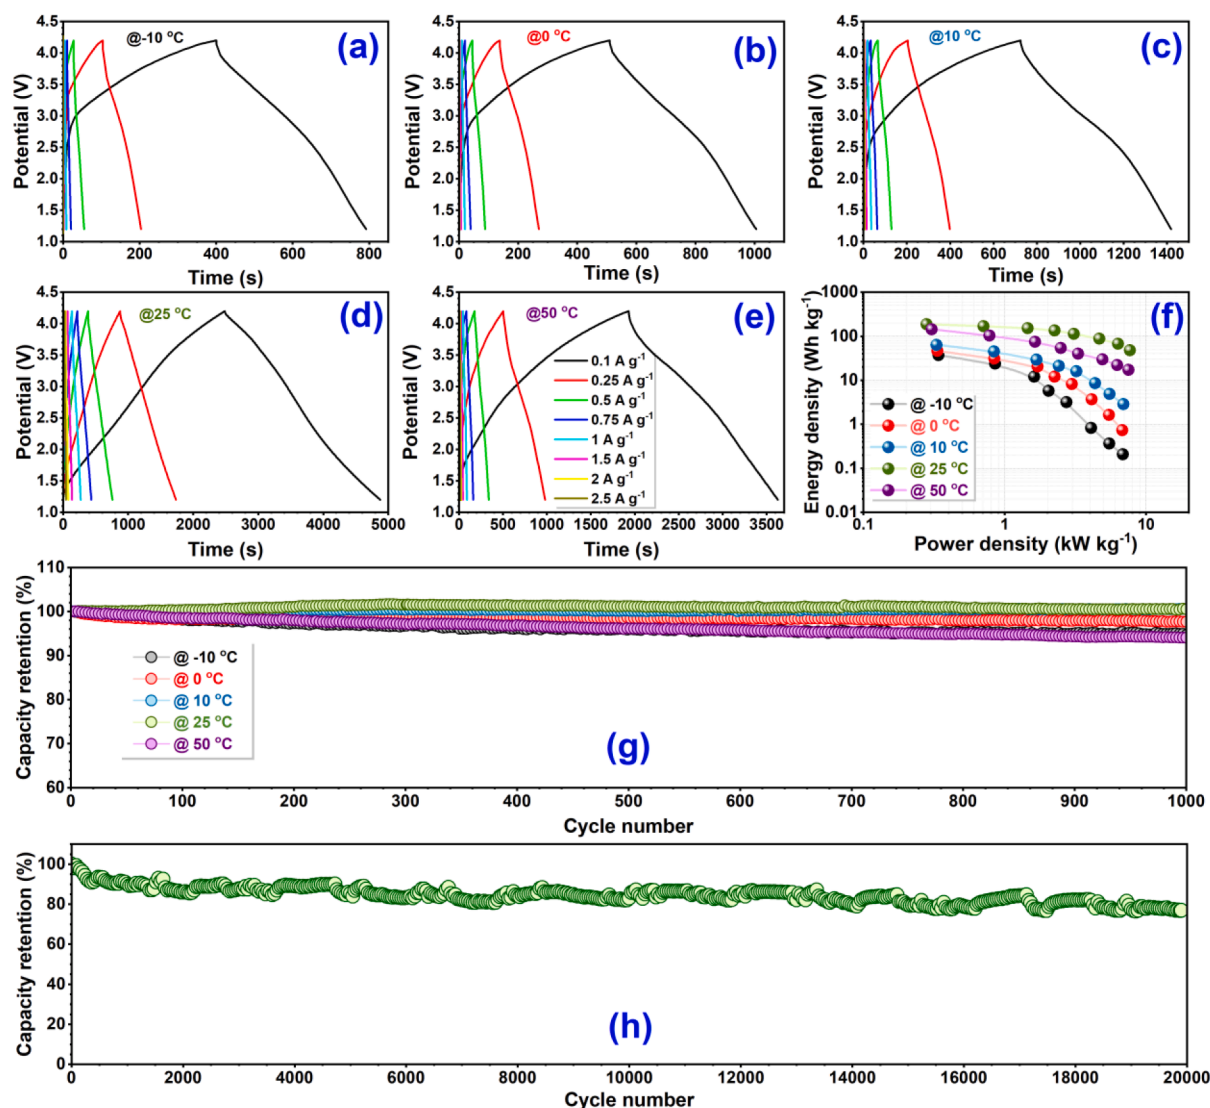 @-10 °C
(a)
Potential (V)
4.5
4.0
3.5
3.0
2.5
2.0
1.5
1.0
0 200 400 600 800
Time (s)
@0 °C
(b)
Potential (V)
4.5
4.0
3.5
3.0
2.5
2.0
1.5
1.0
0 200 400 600 800 1000
Time (s)
@10 °C
(c)
Potential (V)
4.5
4.0
3.5
3.0
2.5
2.0
1.5
1.0
0 200 400 600 800 1000 1200 1400
Time (s)
@25 °C
(d)
Potential (V)
4.5
4.0
3.5
3.0
2.5
2.0
1.5
1.0
0 1000 2000 3000 4000 5000
Time (s)
@50 °C
(e)
Potential (V)
4.5
4.0
3.5
3.0
2.5
2.0
1.5
1.0
0.1 A g⁻¹
0.25 A g⁻¹
0.5 A g⁻¹
0.75 A g⁻¹
1 A g⁻¹
1.5 A g⁻¹
2 A g⁻¹
2.5 A g⁻¹
0 500 1000 1500 2000 2500 3000 3500
Time (s)
(f)
Energy density (Wh kg⁻¹)
1000
100
10
1
0.1
0.01
@ -10 °C
@ 0 °C
@ 10 °C
@ 25 °C
@ 50 °C
0.1 1 10
Power density (kW kg⁻¹)
Capacity retention (%)
110
100
90
80
70
60
@ -10 °C
@ 0 °C
@ 10 °C
@ 25 °C
@ 50 °C
(g)
0 100 200 300 400 500 600 700 800 900 1000
Cycle number
Capacity retention (%)
100
80
60
40
20
0
(h)
0 2000 4000 6000 8000 10000 12000 14000 16000 18000 20000
Cycle number